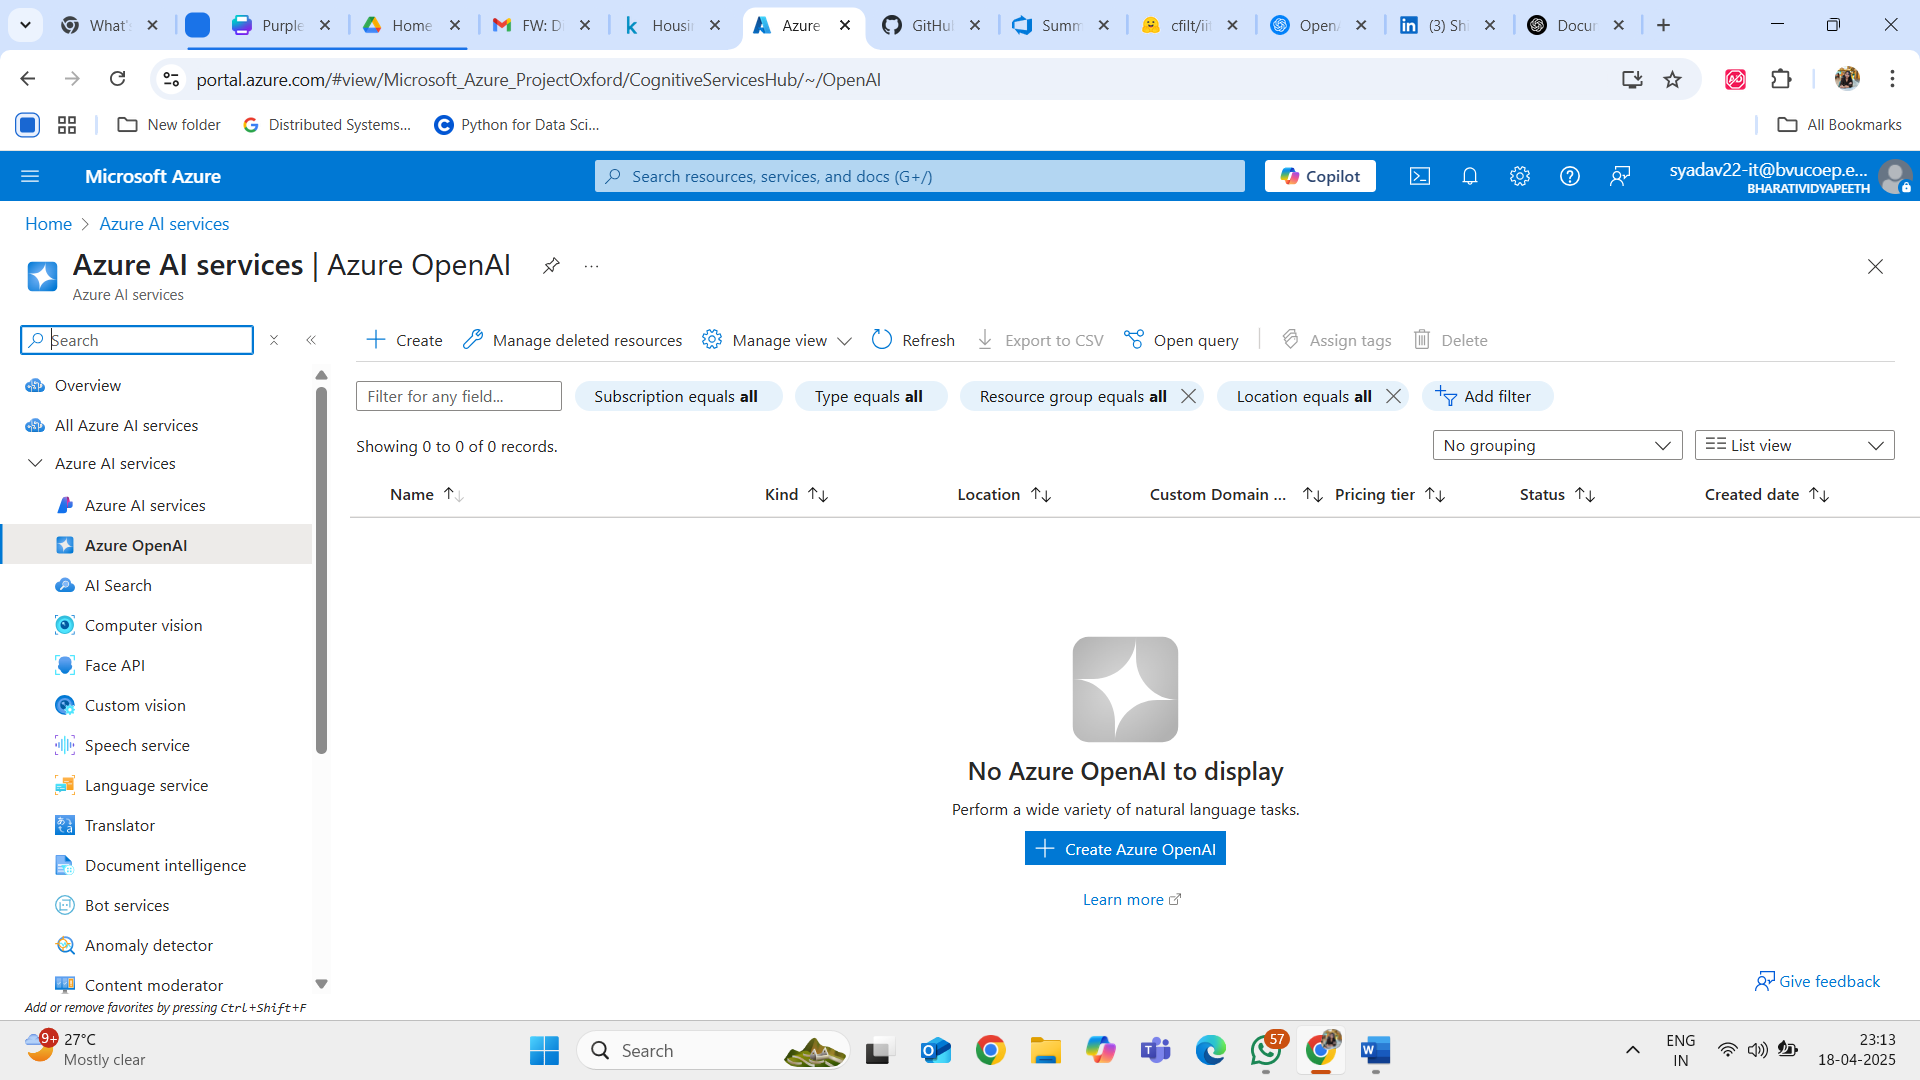 What'
Purple
Home
FW: Di
Housin
Azure
GitHub
Summ
cfilt/iit
OpenA
(3) Shi
Docur
portal.azure.com/#view/Microsoft_Azure_ProjectOxford/CognitiveServicesHub/~/OpenAI
New folder
Distributed Systems...
Python for Data Sci...
All Bookmarks
Microsoft Azure
Search resources, services, and docs (G+/)
Copilot
syadav22-it@bvucoep.e...
BHARATIVIDYAPEETH
Home > Azure AI services
Azure AI services | Azure OpenAI
Azure AI services
Search
Create
Manage deleted resources
Manage view
Refresh
Export to CSV
Open query
Assign tags
Delete
Overview
All Azure AI services
Azure AI services
Azure AI services
Azure OpenAI
AI Search
Computer vision
Face API
Custom vision
Speech service
Language service
Translator
Document intelligence
Bot services
Anomaly detector
Content moderator
Add or remove favorites by pressing Ctrl+Shift+F
Filter for any field...
Subscription equals all
Type equals all
Resource group equals all
Location equals all
Add filter
Showing 0 to 0 of 0 records.
No grouping
List view
Name
Kind
Location
Custom Domain ...
Pricing tier
Status
Created date
No Azure OpenAI to display
Perform a wide variety of natural language tasks.
Create Azure OpenAI
Learn more
Give feedback
9+
27°C
Mostly clear
Search
57
ENG
IN
23:13
18-04-2025